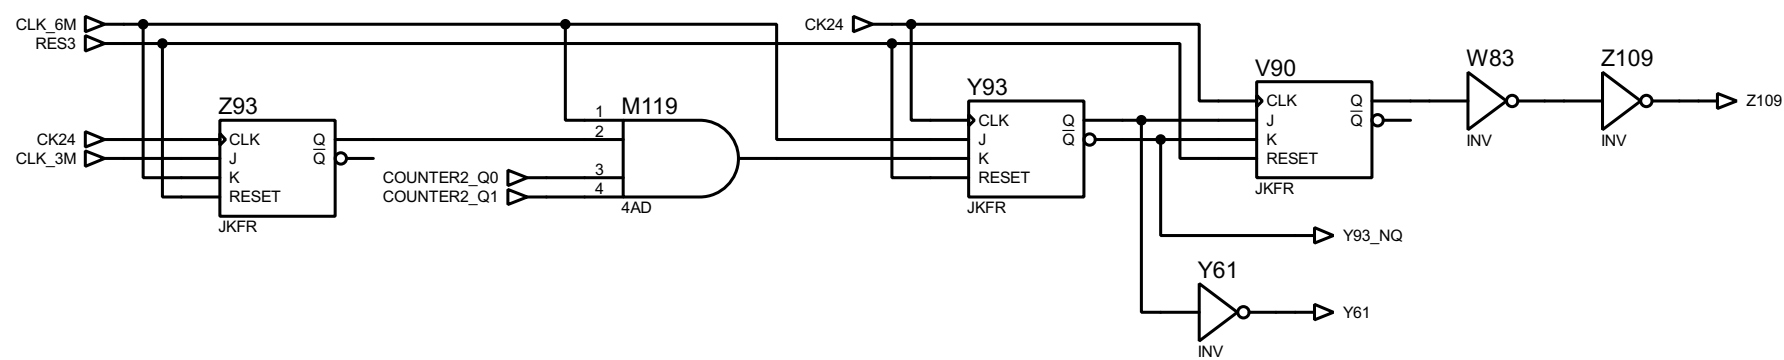 CLK_6M
RES3
CK24
CLK_3M
Z93
CLK
J
K
RESET
Q
Q
JKFR
COUNTER2_Q0
COUNTER2_Q1
M119
1
2
3
4
4AD
CK24
Y93
CLK
J
K
RESET
Q
Q
JKFR
V90
CLK
J
K
RESET
Q
Q
JKFR
W83
INV
Z109
INV
Z109
Y93_NQ
Y61
INV
Y61